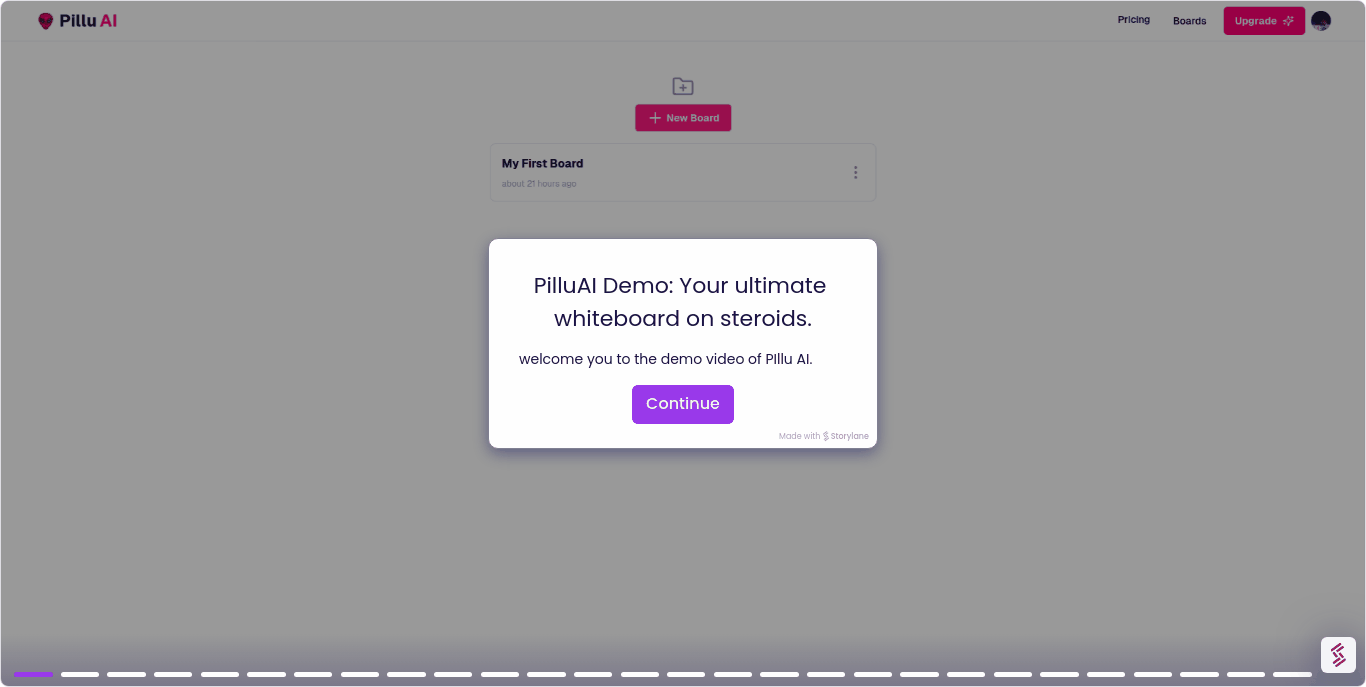 Pillu AI
Pricing
Boards
Upgrade
New Board
My First Board
about 21 hours ago
PilluAI Demo: Your ultimate
whiteboard on steroids.
welcome you to the demo video of PIllu AI.
Continue
Made with Storylane